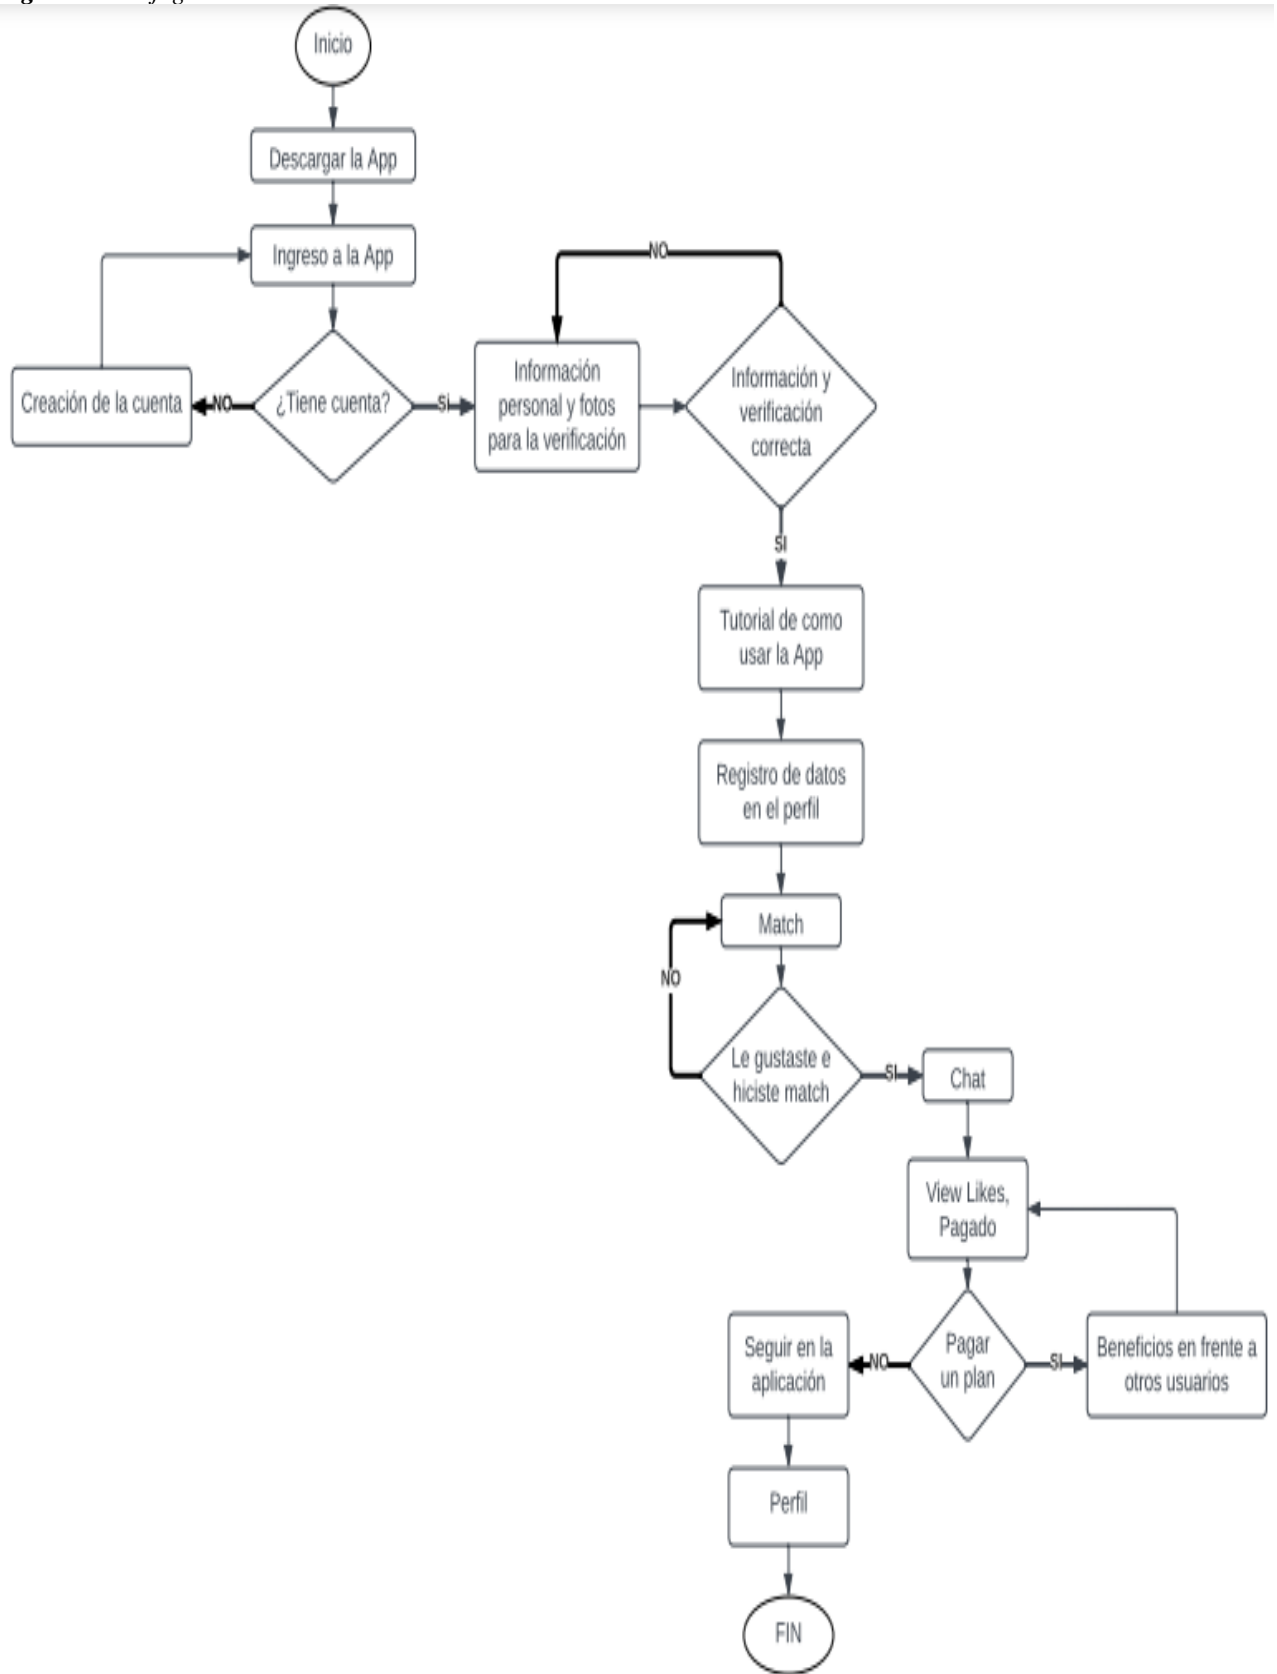 Inicio
Descargar la App
Ingreso a la App
NO
Creación de la cuenta
NO
¿Tiene cuenta?
Si
Información
personal y fotos
para la verificación
Información y
verificación
correcta
SI
Tutorial de como
usar la App
Registro de datos
en el perfil
Match
NO
Le gustaste e
hiciste match
SI
Chat
View Likes,
Pagado
Seguir en la
aplicación
NO
Pagar
un plan
SI
Beneficios en frente a
otros usuarios
Perfil
FIN